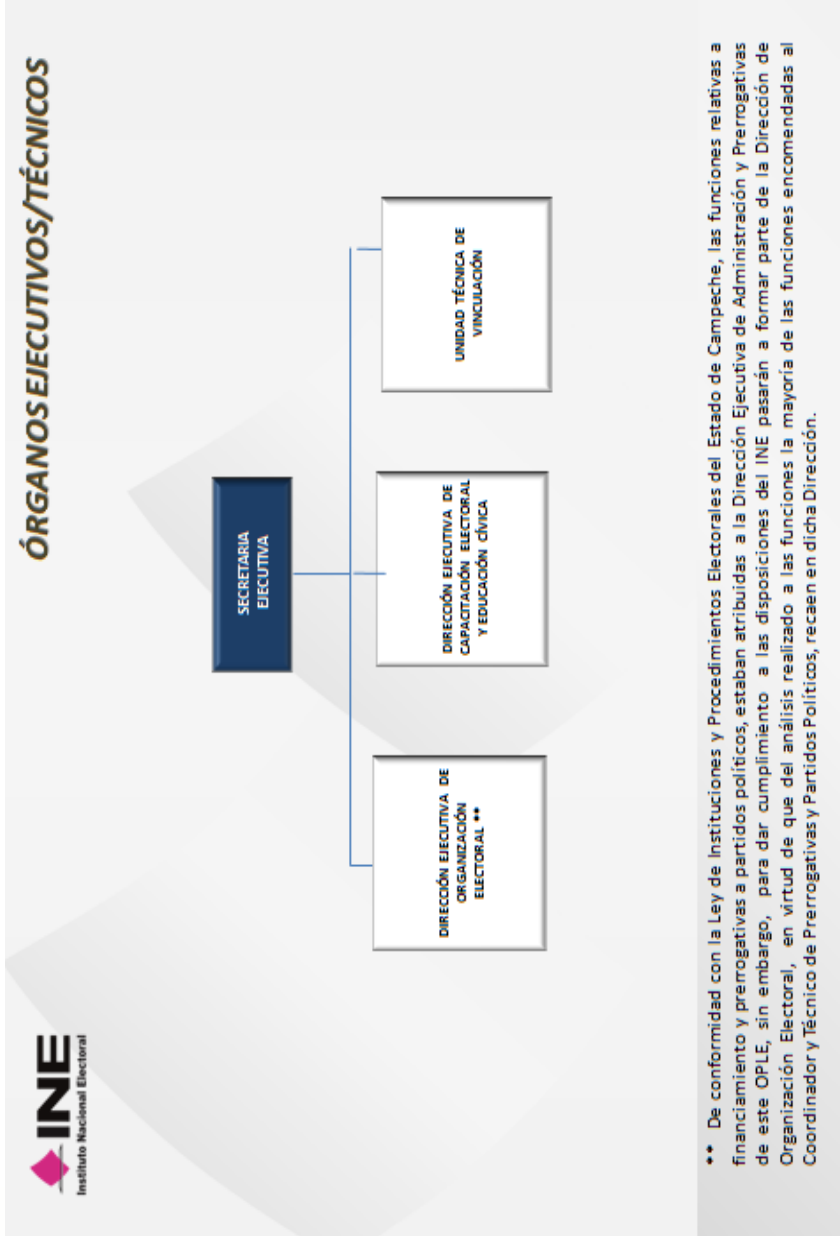 INE
Instituto Nacional Electoral
ÓRGANOS EJECUTIVOS/TÉCNICOS
SECRETARIA
EJECUTIVA
DIRECCIÓN EJECUTIVA DE
ORGANIZACIÓN
ELECTORAL **
DIRECCIÓN EJECUTIVA DE
CAPACITACIÓN ELECTORAL
Y EDUCACIÓN CÍVICA
UNIDAD TÉCNICA DE
VINCULACIÓN
** De conformidad con la Ley de Instituciones y Procedimientos Electorales del Estado de Campeche, las funciones relativas a
financiamiento y prerrogativas a partidos políticos, estaban atribuidas a la Dirección Ejecutiva de Administración y Prerrogativas
de este OPLE, sin embargo, para dar cumplimiento a las disposiciones del INE pasarán a formar parte de la Dirección de
Organización Electoral, en virtud de que del análisis realizado a las funciones la mayoría de las funciones encomendadas al
Coordinador y Técnico de Prerrogativas y Partidos Políticos, recaen en dicha Dirección.